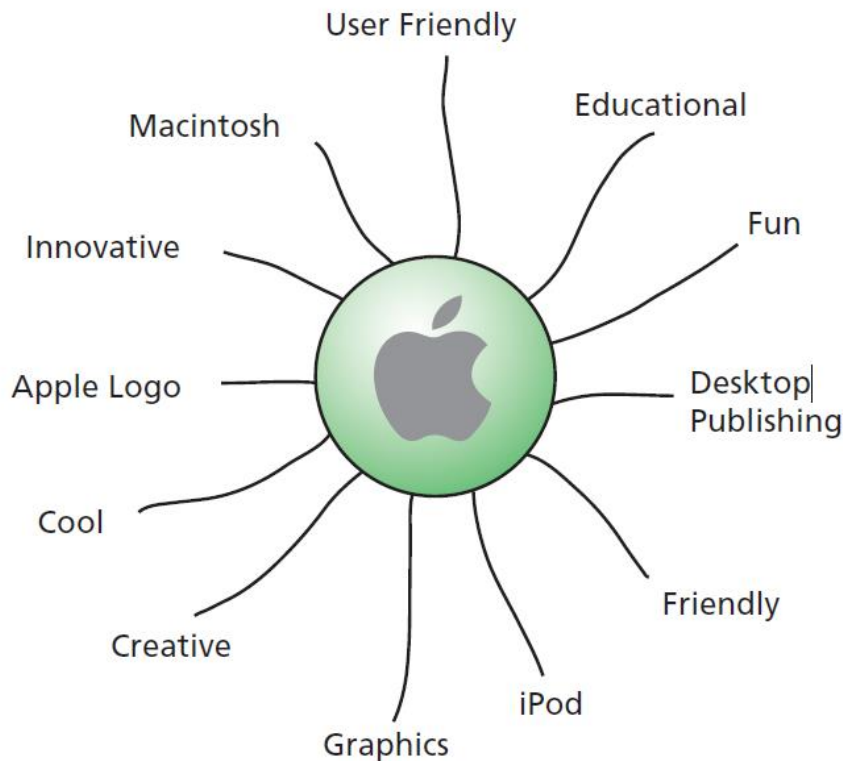 User Friendly
Educational
Macintosh
Fun
Innovative
Apple Logo
Desktop
Publishing
Cool
Friendly
Creative
iPod
Graphics